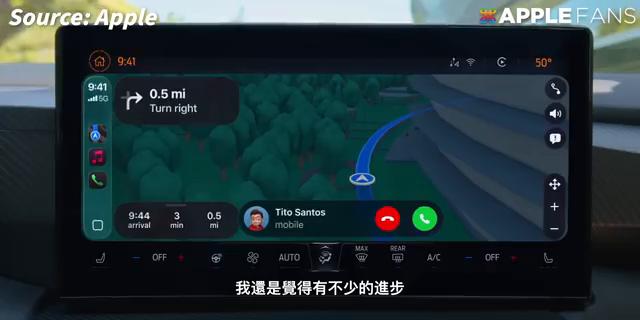 Source: Apple
APPLEFANS
9:41
50°
9:41
5G
0.5 mi
Turn right
9:44
arrival
3
min
0.5
mi
Tito Santos
mobile
OFF
AUTO
MAX
REAR
A/C
OFF
我還是覺得有不少的進步